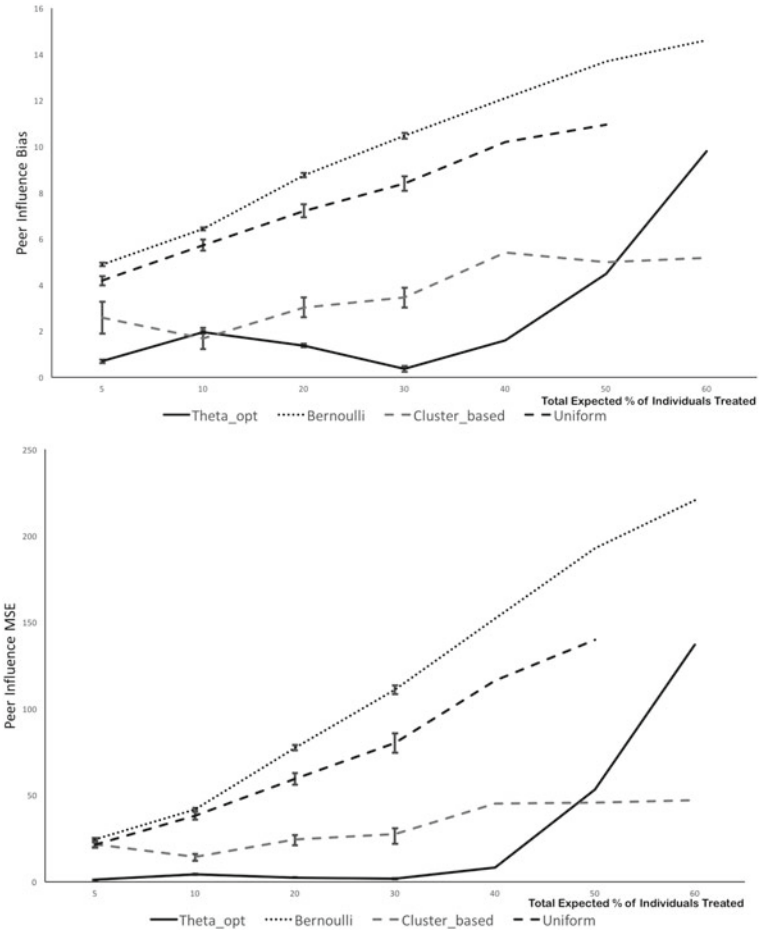 16
14
12
10
8
6
4
2
0
Peer Influence Bias
5 10 20 30 40 50 60
Total Expected % of Individuals Treated
Theta_opt Bernoulli Cluster_based Uniform
250
200
150
100
50
0
Peer Influence MSE
5 10 20 30 40 50 60
Total Expected % of Individuals Treated
Theta_opt Bernoulli Cluster_based Uniform